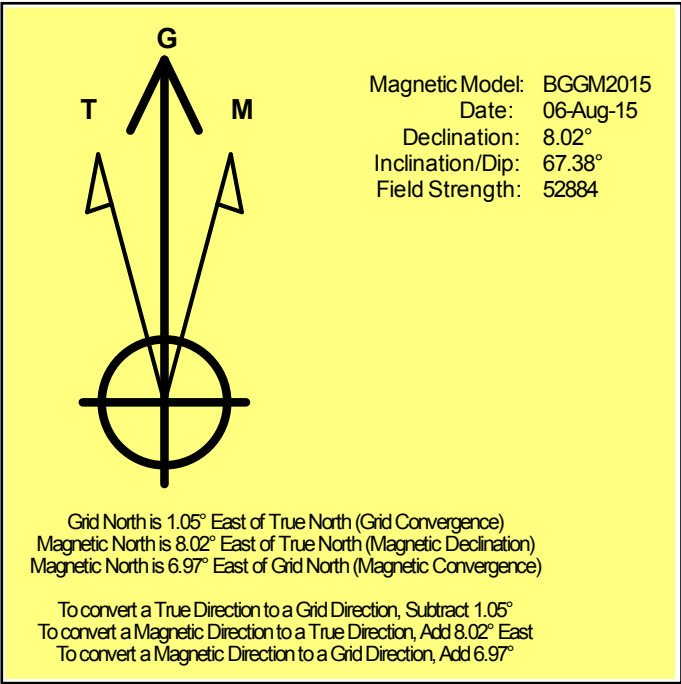 G
T M
Magnetic Model: BGGM2015
Date: 06-Aug-15
Declination: 8.02°
Inclination/Dip: 67.38°
Field Strength: 52884
Grid North is 1.05° East of True North (Grid Convergence)
Magnetic North is 8.02° East of True North (Magnetic Declination)
Magnetic North is 6.97° East of Grid North (Magnetic Convergence)
To convert a True Direction to a Grid Direction, Subtract 1.05°
To convert a Magnetic Direction to a True Direction, Add 8.02° East
To convert a Magnetic Direction to a Grid Direction, Add 6.97°